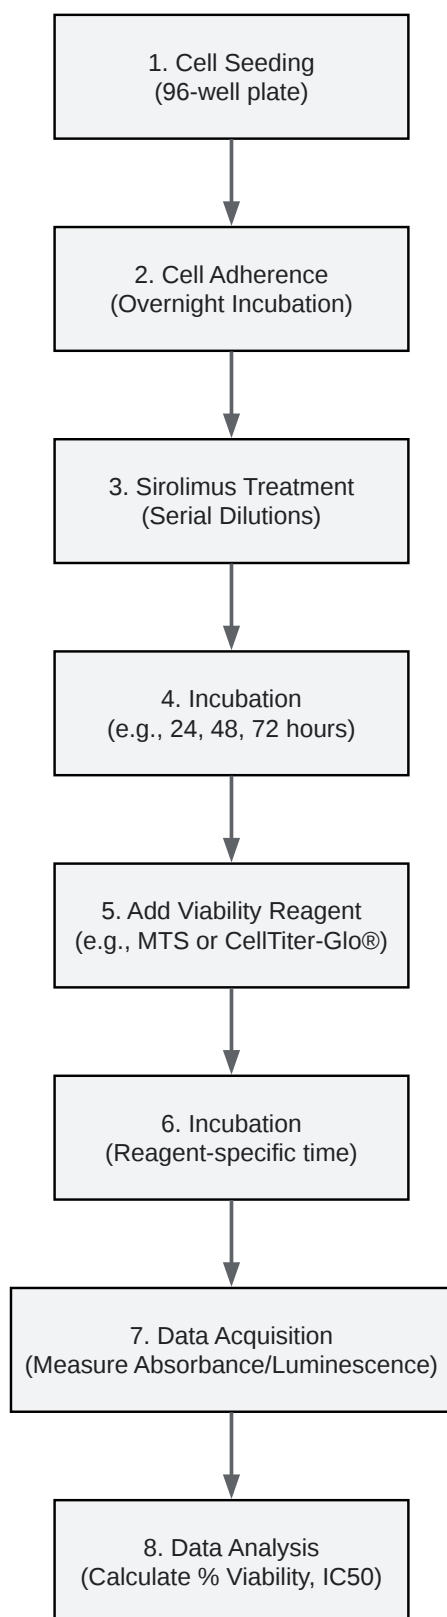 1. Cell Seeding
(96-well plate)
2. Cell Adherence
(Overnight Incubation)
3. Sirolimus Treatment
(Serial Dilutions)
4. Incubation
(e.g., 24, 48, 72 hours)
5. Add Viability Reagent
(e.g., MTS or CellTiter-Glo®)
6. Incubation
(Reagent-specific time)
7. Data Acquisition
(Measure Absorbance/Luminescence)
8. Data Analysis
(Calculate % Viability, IC50)